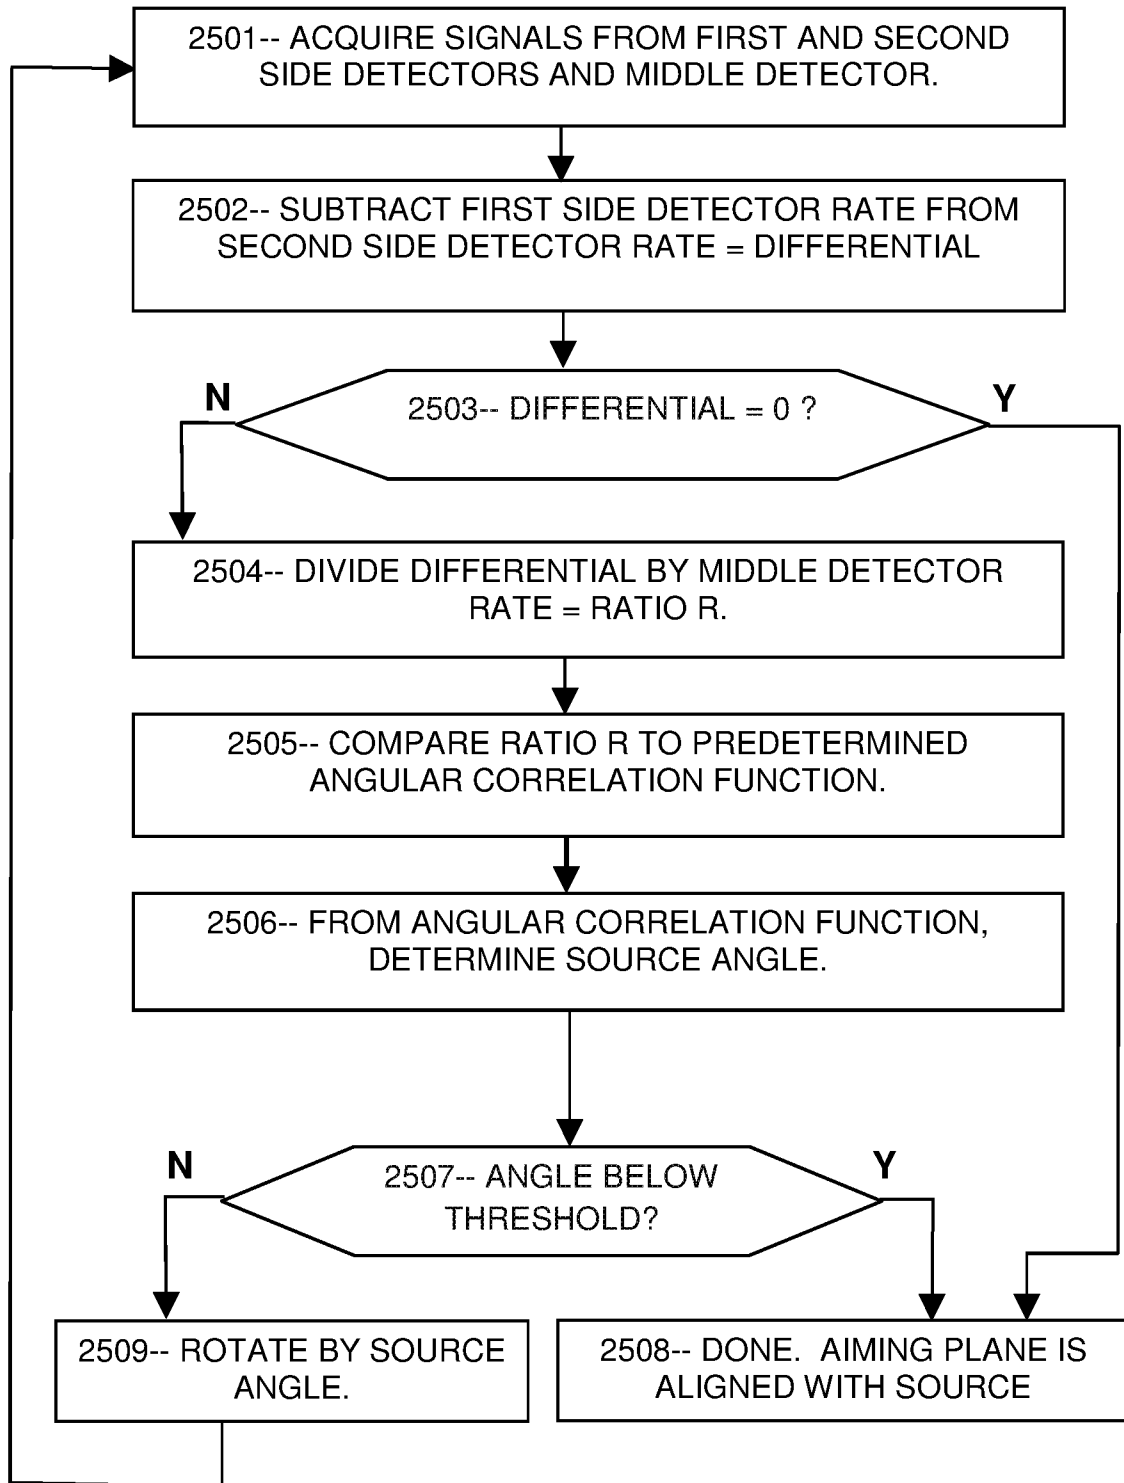 2501-- ACQUIRE SIGNALS FROM FIRST AND SECOND
SIDE DETECTORS AND MIDDLE DETECTOR.
2502-- SUBTRACT FIRST SIDE DETECTOR RATE FROM
SECOND SIDE DETECTOR RATE = DIFFERENTIAL
N
2503-- DIFFERENTIAL = 0 ?
Y
2504-- DIVIDE DIFFERENTIAL BY MIDDLE DETECTOR
RATE = RATIO R.
2505-- COMPARE RATIO R TO PREDETERMINED
ANGULAR CORRELATION FUNCTION.
2506-- FROM ANGULAR CORRELATION FUNCTION,
DETERMINE SOURCE ANGLE.
N
2507-- ANGLE BELOW
THRESHOLD?
Y
2509-- ROTATE BY SOURCE
ANGLE.
2508-- DONE.  AIMING PLANE IS
ALIGNED WITH SOURCE